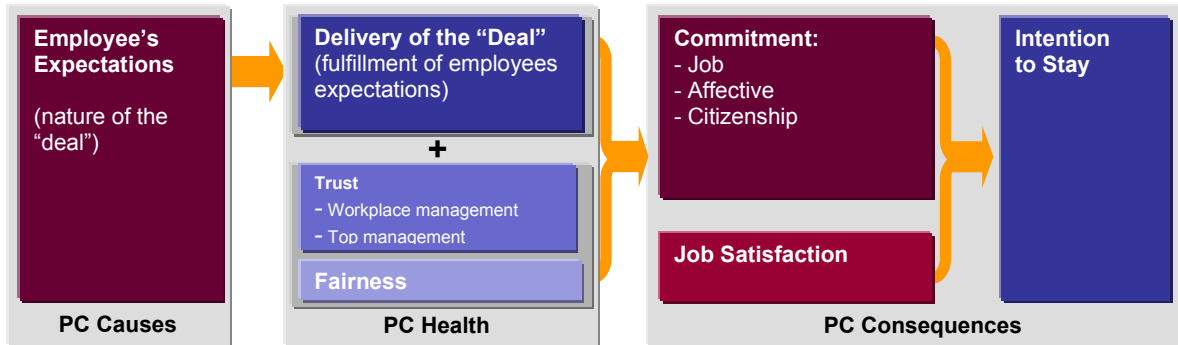 Employee’s
Expectations
(nature of the
“deal”)
PC Causes
Delivery of the “Deal”
(fulfillment of employees
expectations)
+
Trust
- Workplace management
- Top management
Fairness
PC Health
Commitment:
- Job
- Affective
- Citizenship
Job Satisfaction
Intention
to Stay
PC Consequences